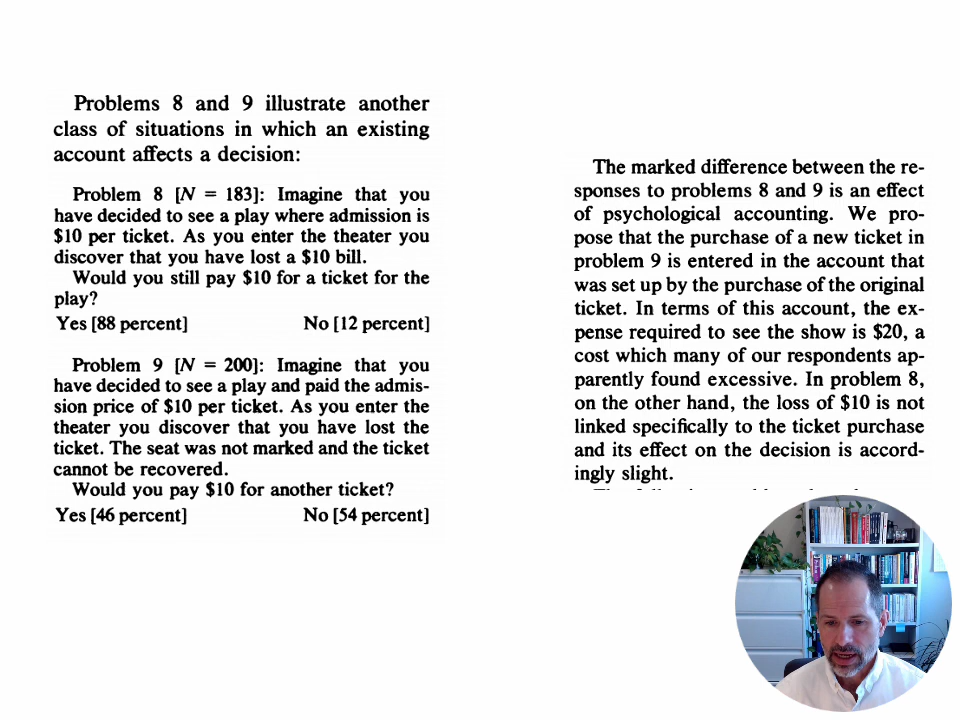 Problems 8 and 9 illustrate another
class of situations in which an existing
account affects a decision:
Problem 8 [N = 183]: Imagine that you
have decided to see a play where admission is
$10 per ticket. As you enter the theater you
discover that you have lost a $10 bill.
Would you still pay $10 for a ticket for the
play?
Yes [88 percent] No [12 percent]
Problem 9 [N = 200]: Imagine that you
have decided to see a play and paid the admis-
sion price of $10 per ticket. As you enter the
theater you discover that you have lost the
ticket. The seat was not marked and the ticket
cannot be recovered.
Would you pay $10 for another ticket?
Yes [46 percent] No [54 percent]
The marked difference between the re-
sponses to problems 8 and 9 is an effect
of psychological accounting. We pro-
pose that the purchase of a new ticket in
problem 9 is entered in the account that
was set up by the purchase of the original
ticket. In terms of this account, the ex-
pense required to see the show is $20, a
cost which many of our respondents ap-
parently found excessive. In problem 8,
on the other hand, the loss of $10 is not
linked specifically to the ticket purchase
and its effect on the decision is accord-
ingly slight.